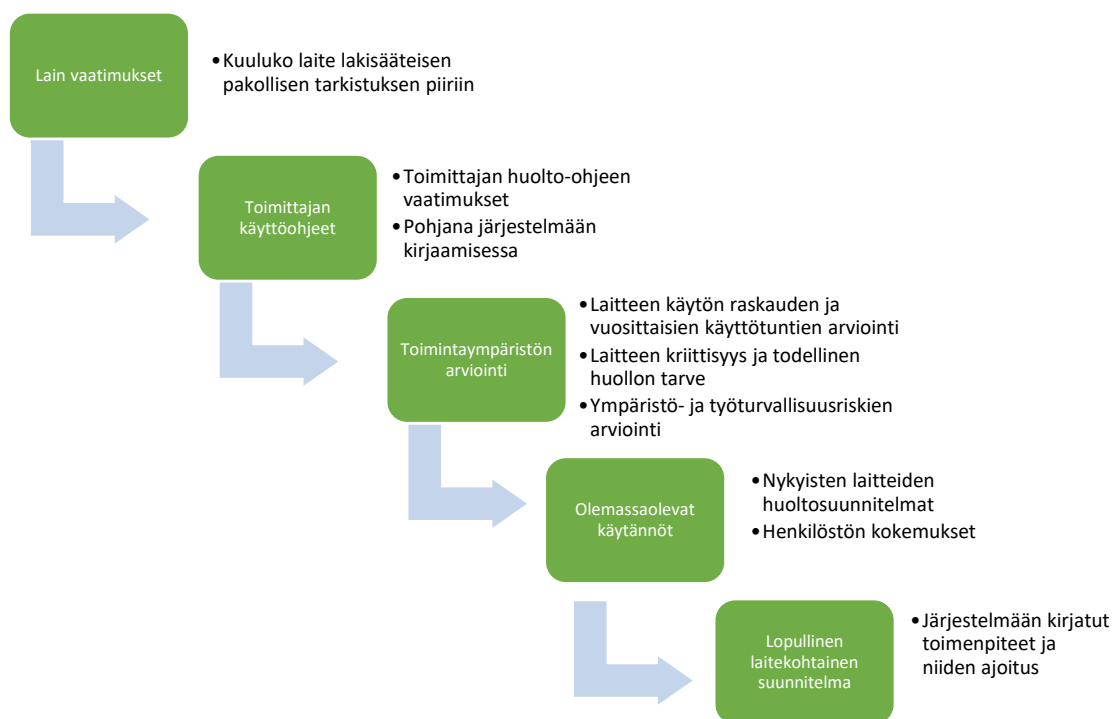 Lain vaatimukset
•Kuuluko laite lakisääteisen
pakollisen tarkistuksen piiriin
Toimittajan
käyttöohjeet
•Toimittajan huolto-ohjeen
vaatimukset
•Pohjana järjestelmään
kirjaamisessa
Toimintaympäristön
arviointi
•Laitteen käytön raskauden ja
vuosittaisien käyttötuntien arviointi
•Laitteen kriittisyys ja todellinen
huollon tarve
•Ympäristö- ja työturvallisuusriskien
arviointi
Olemassaolevat
käytännöt
•Nykyisten laitteiden
huoltosuunnitelmat
•Henkilöstön kokemukset
Lopullinen
laitekohtainen
suunnitelma
•Järjestelmään kirjatut
toimenpiteet ja
niiden ajoitus